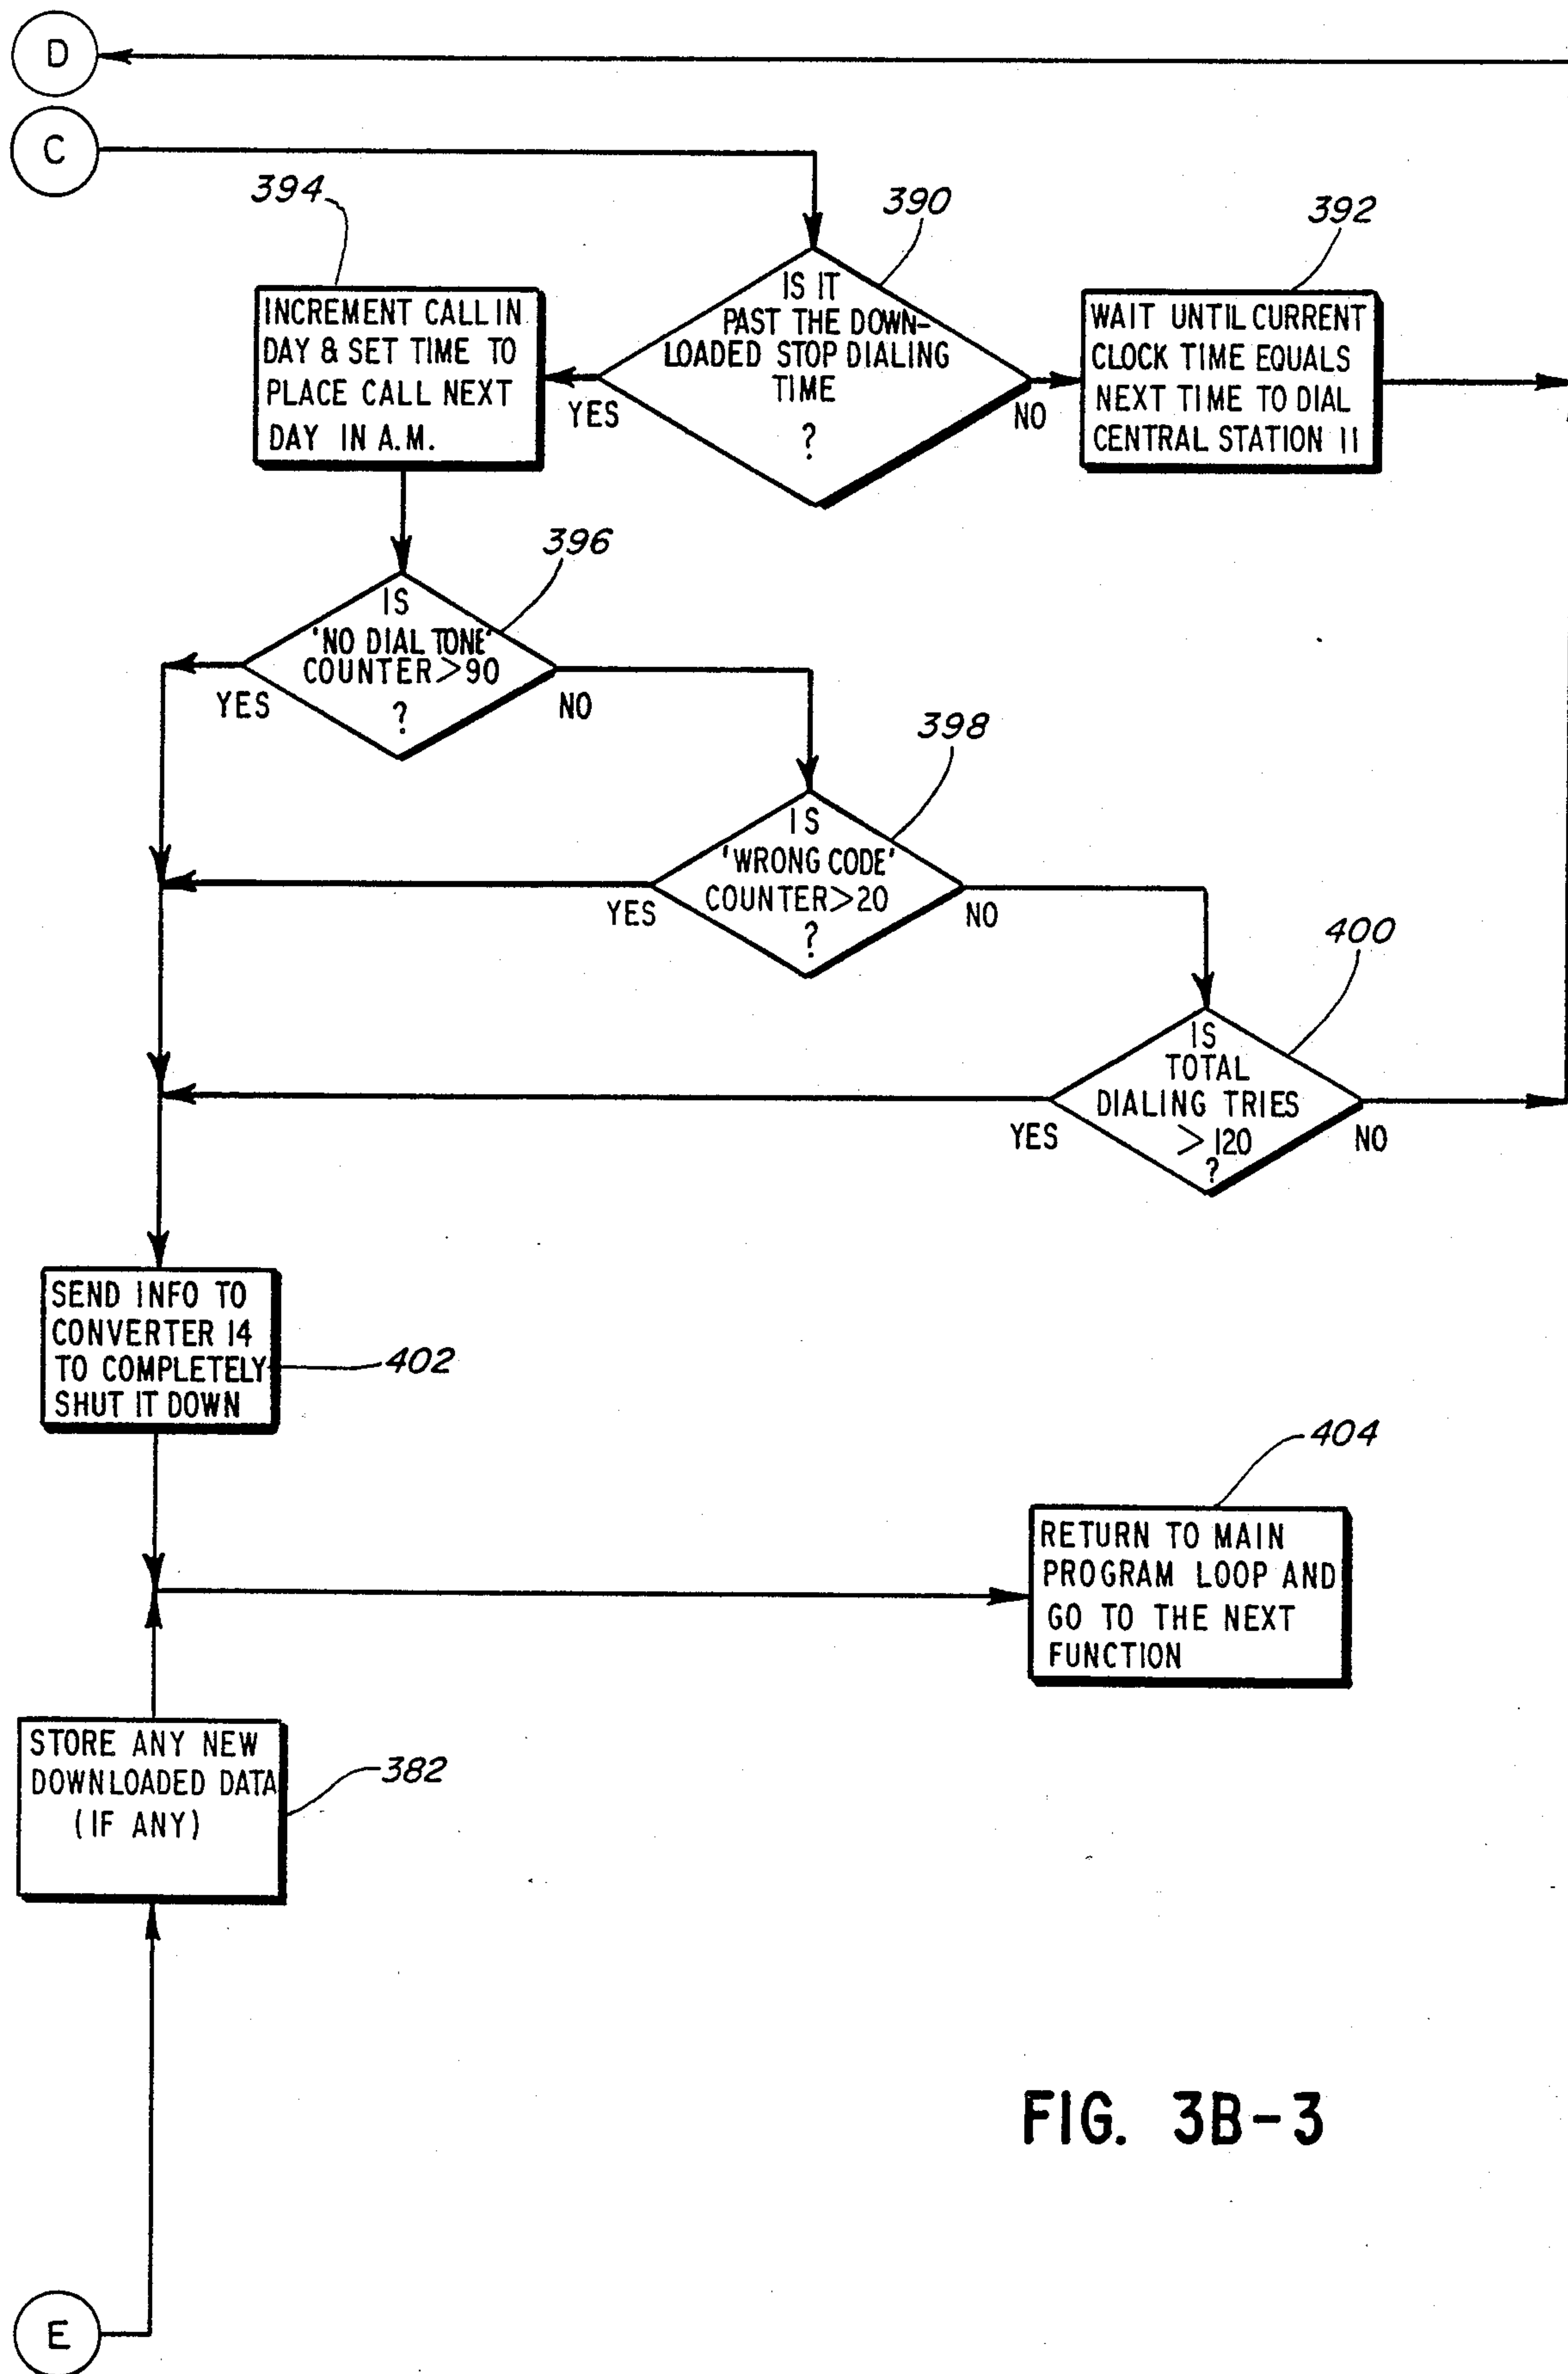 D
C
394
390
392
INCREMENT CALL IN
DAY & SET TIME TO
PLACE CALL NEXT
DAY IN A.M.
IS IT
PAST THE DOWN-
LOADED STOP DIALING
TIME
?
YES
NO
WAIT UNTIL CURRENT
CLOCK TIME EQUALS
NEXT TIME TO DIAL
CENTRAL STATION 11
396
IS
'NO DIAL TONE'
COUNTER > 90
?
YES
NO
398
IS
'WRONG CODE'
COUNTER > 20
?
YES
NO
400
IS
TOTAL
DIALING TRIES
> 120
?
YES
NO
SEND INFO TO
CONVERTER 14
TO COMPLETELY
SHUT IT DOWN
402
404
RETURN TO MAIN
PROGRAM LOOP AND
GO TO THE NEXT
FUNCTION
STORE ANY NEW
DOWNLOADED DATA
(IF ANY)
382
FIG. 3B-3
E